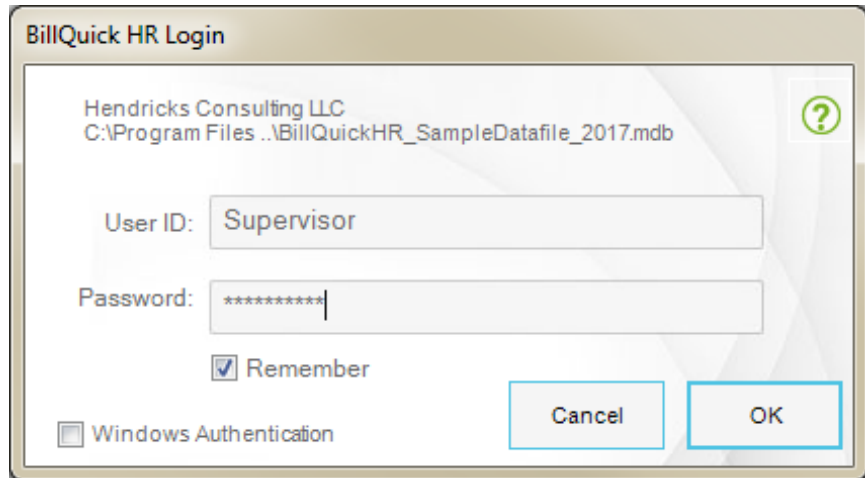 BillQuick HR Login
Hendricks Consulting LLC
C:\Program Files ..\BillQuickHR_SampleDatafile_2017.mdb
?
User ID: Supervisor
Password: **********
Remember
Cancel OK
Windows Authentication